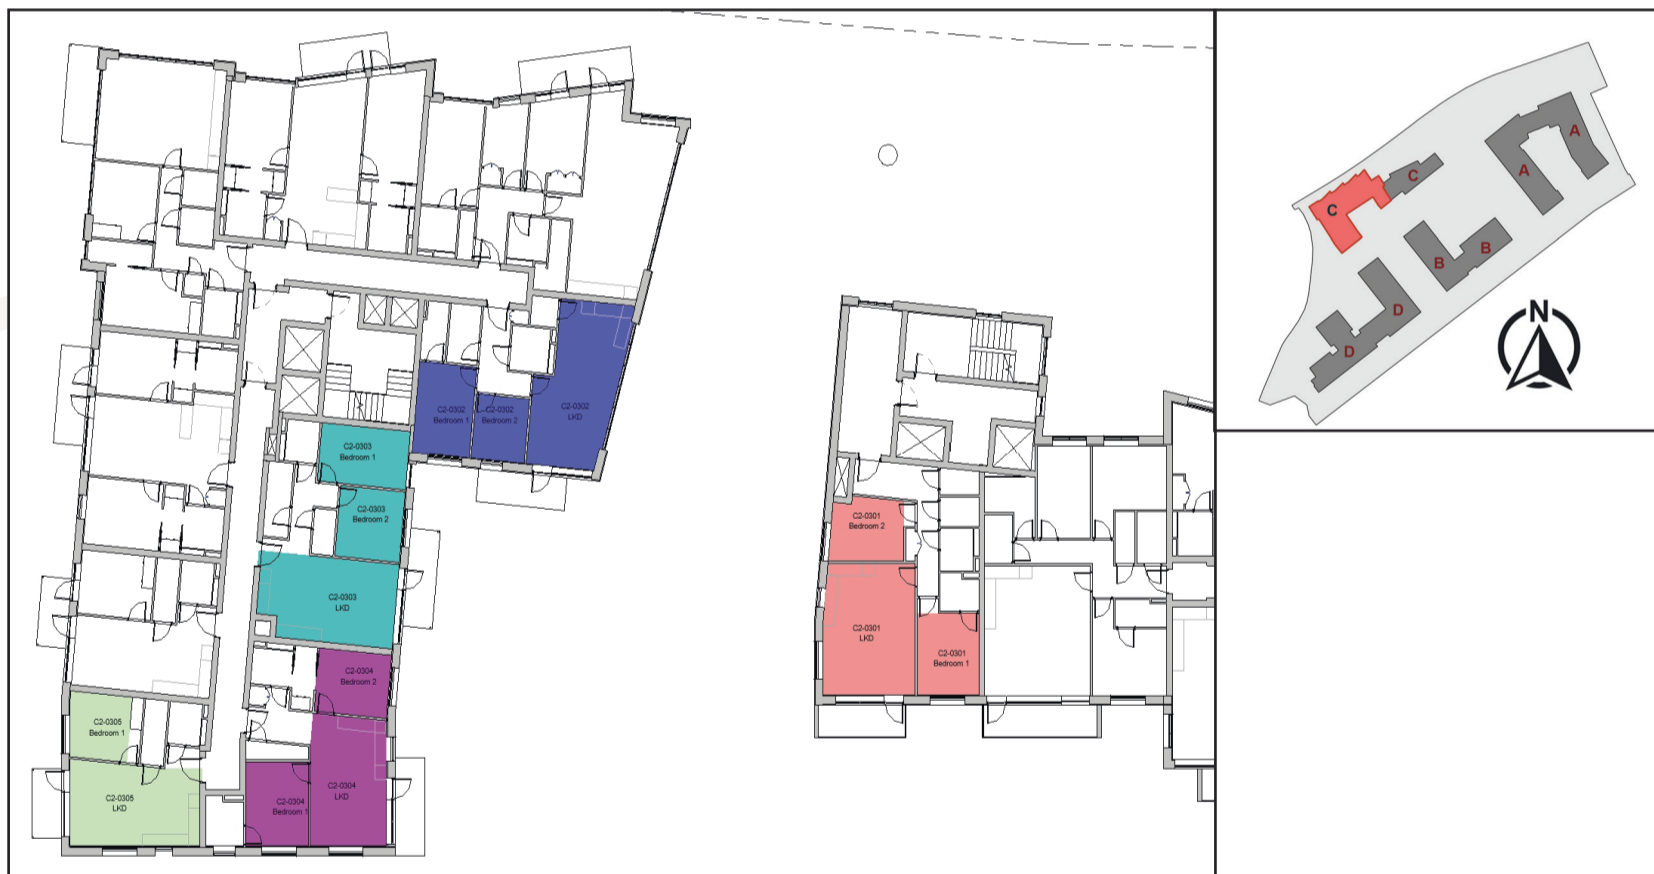 C2-0302
Bedroom 1
C2-0302
Bedroom 2
C2-0302
LKD
C2-0303
Bedroom 1
C2-0303
Bedroom 2
C2-0303
LKD
C2-0304
Bedroom 2
C2-0304
LKD
C2-0304
Bedroom 1
C2-0305
Bedroom 1
C2-0305
LKD
C2-0301
Bedroom 2
C2-0301
LKD
C2-0301
Bedroom 1
A
A
C
C
B
B
D
D
N